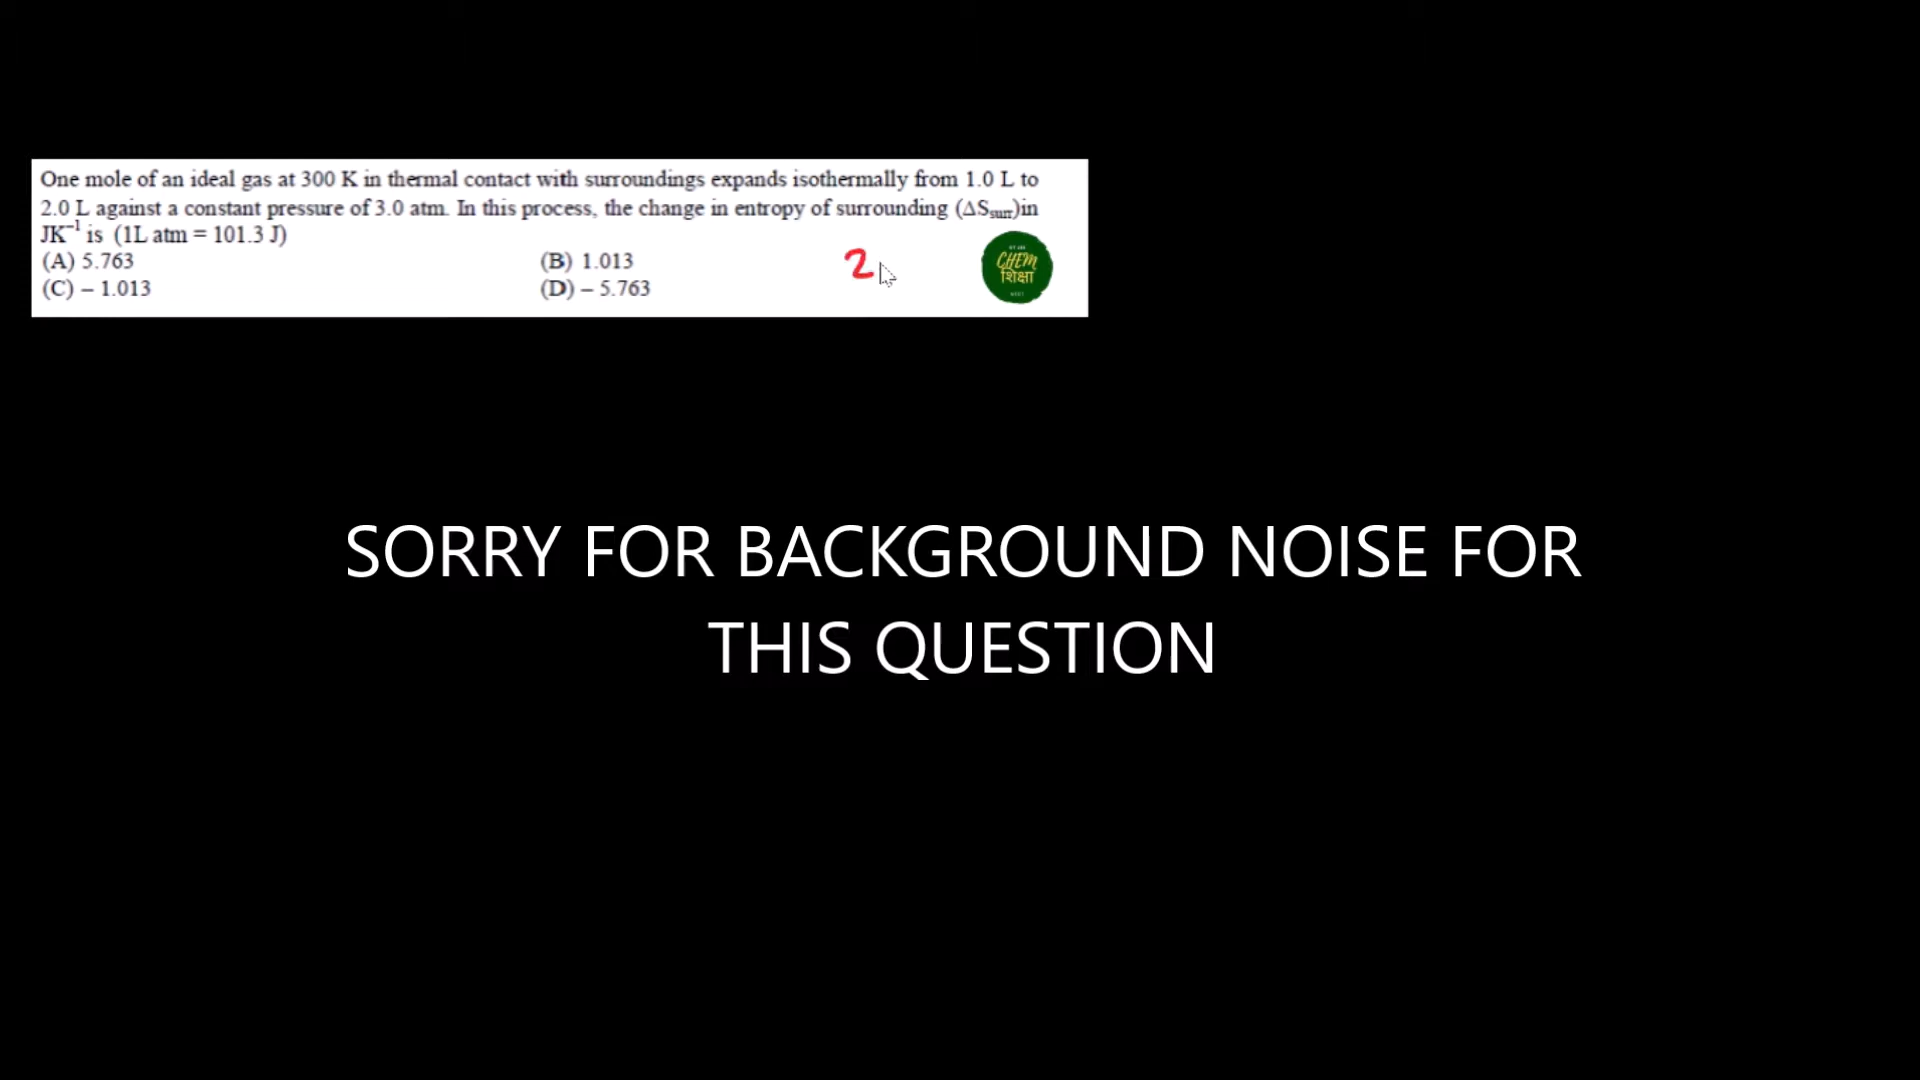 One mole of an ideal gas at 300 K in thermal contact with surroundings expands isothermally from 1.0 L to
2.0 L against a constant pressure of 3.0 atm. In this process, the change in entropy of surrounding (ΔSsurr)in
JK⁻¹ is (1L atm = 101.3 J)
(A) 5.763 (B) 1.013
(C) – 1.013 (D) – 5.763
2
CHEM
शिक्षा
SORRY FOR BACKGROUND NOISE FOR
THIS QUESTION